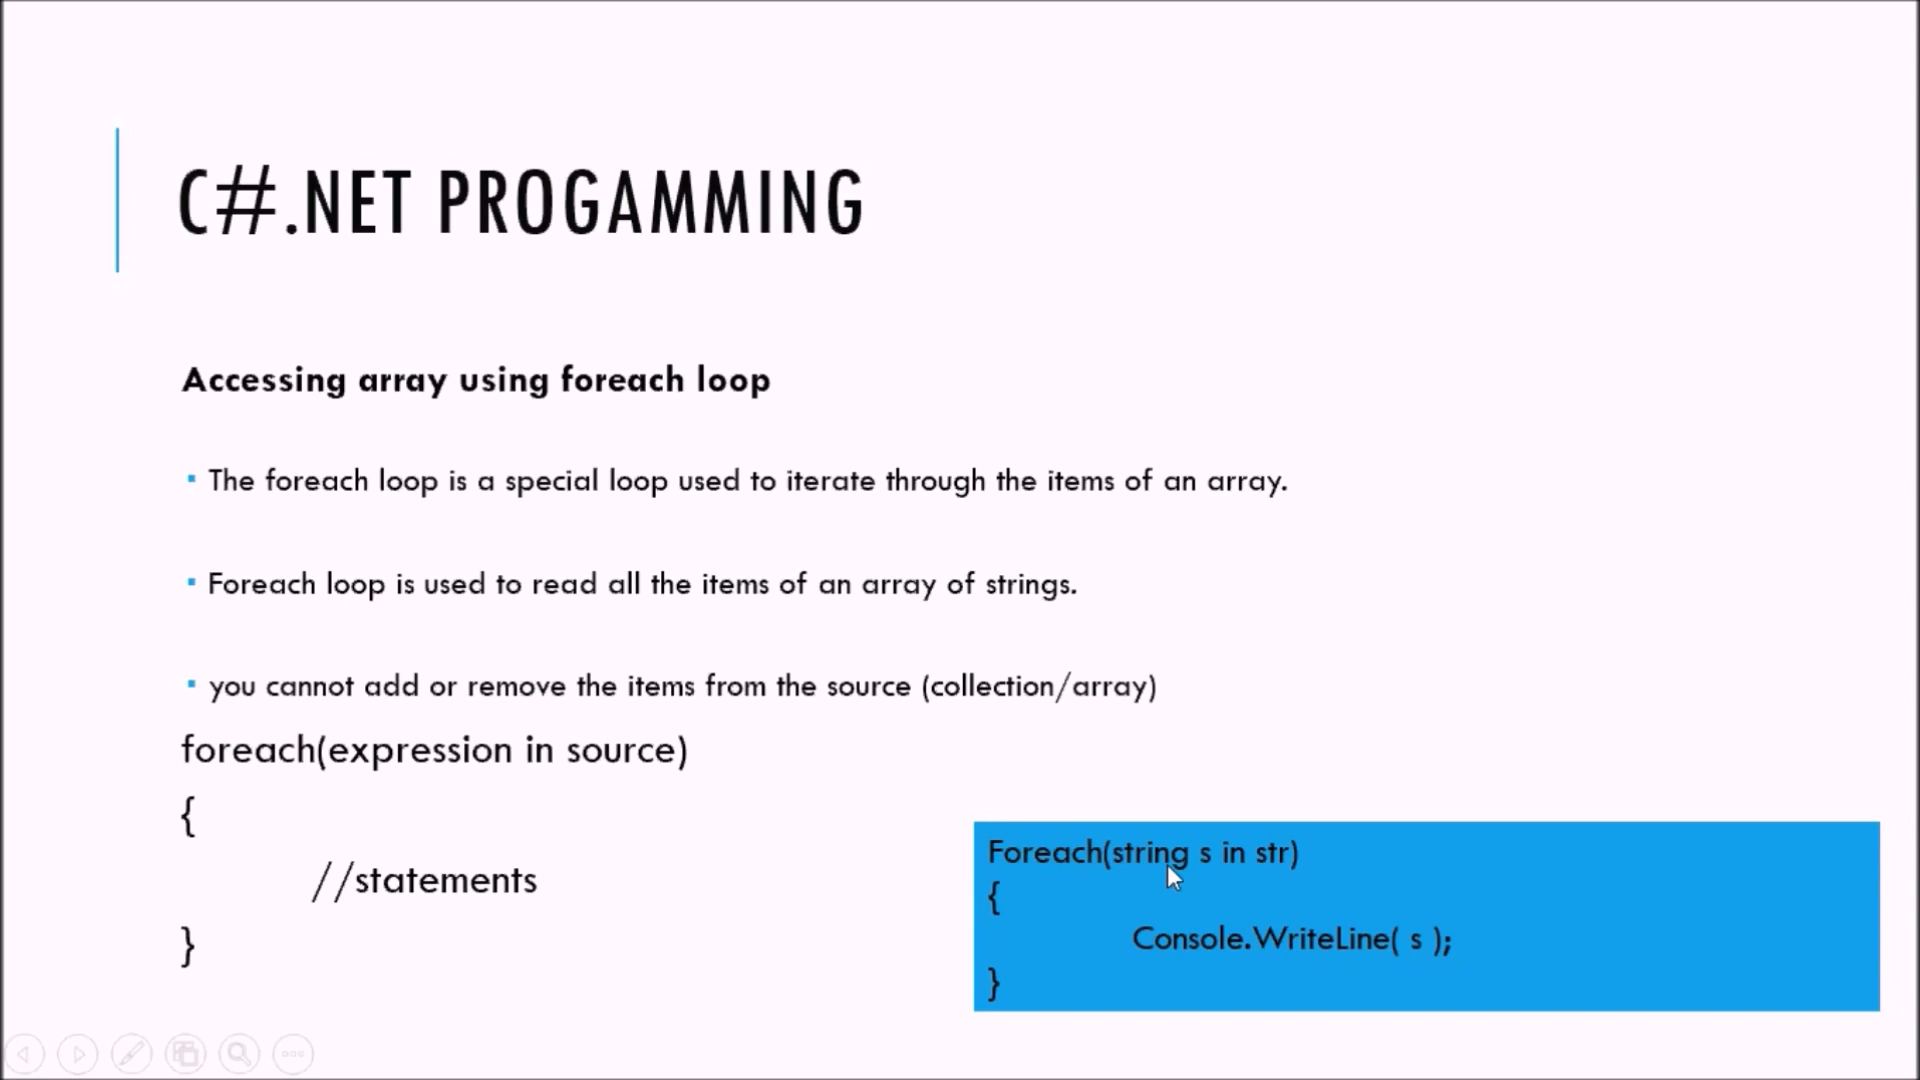 C#.NET PROGAMMING
Accessing array using foreach loop
The foreach loop is a special loop used to iterate through the items of an array.
Foreach loop is used to read all the items of an array of strings.
you cannot add or remove the items from the source (collection/array)
foreach(expression in source)
{
//statements
}
Foreach(string s in str)
{
Console.WriteLine( s );
}